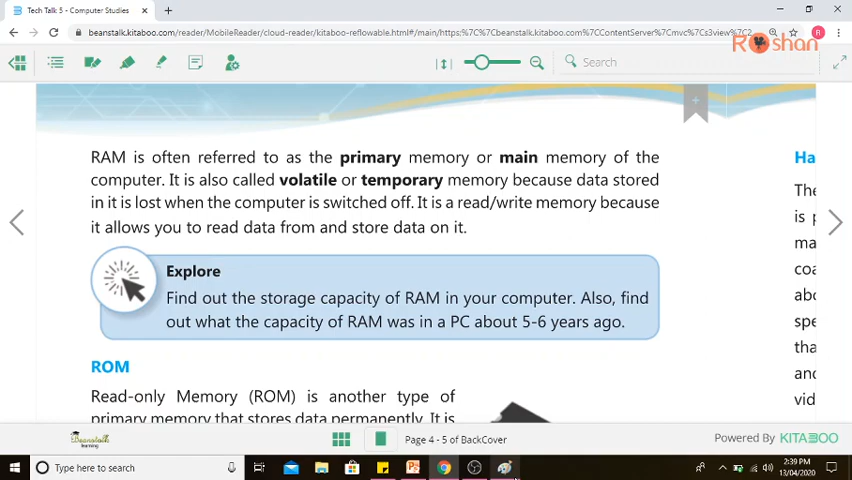 Tech Talk 5 - Computer Studies
beanstalk.kitaboo.com/reader/MobileReader/cloud-reader/kitaboo-reflowable.html#/main/https:%7C%7Cbeanstalk.kitaboo.com%7CContentServer%7Cmvc%7Cs3view%7C2...
Roshan
Search
RAM is often referred to as the primary memory or main memory of the
computer. It is also called volatile or temporary memory because data stored
in it is lost when the computer is switched off. It is a read/write memory because
it allows you to read data from and store data on it.
Explore
Find out the storage capacity of RAM in your computer. Also, find
out what the capacity of RAM was in a PC about 5-6 years ago.
ROM
Read-only Memory (ROM) is another type of
primary memory that stores data permanently. It is
Ha
The
is p
ma
coa
abo
spe
tha
and
vid
Beanstalk
learning
Page 4 - 5 of BackCover
Powered By KITABOO
Type here to search
2:39 PM
13/04/2020